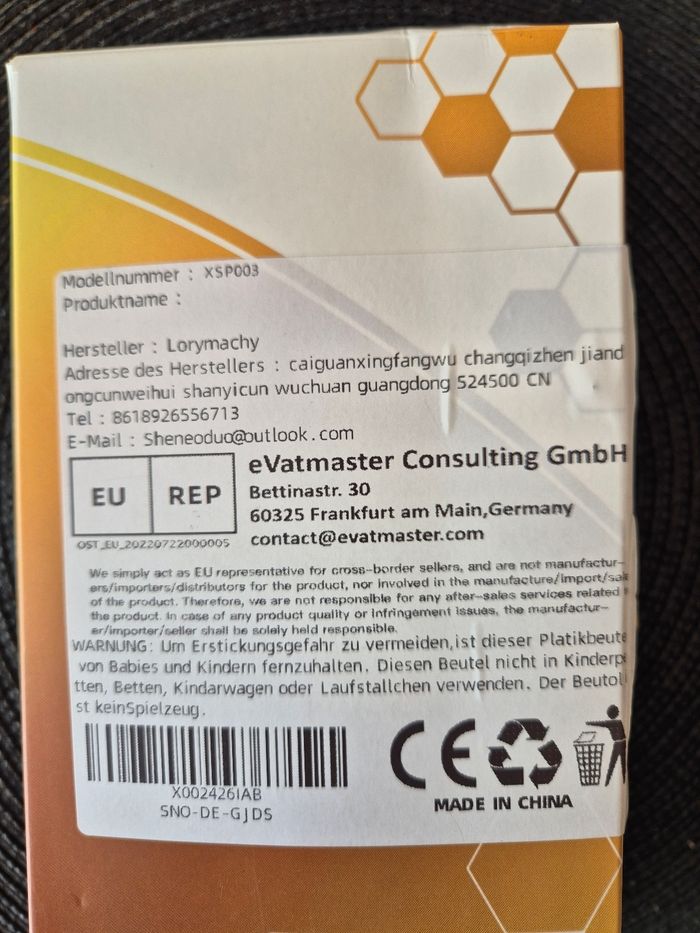 Modellnummer : XSP003
Produktname :
Hersteller : Lorymachy
Adresse des Herstellers : caiguanxingfangwu changqizhen jiand
ongcunweihui shanyicun wuchuan guangdong 524500 CN
Tel : 8618926556713
E-Mail : Sheneoduo@outlook.com
EU REP
OST_EU_20220722000005
eVatmaster Consulting GmbH
Bettinastr. 30
60325 Frankfurt am Main,Germany
contact@evatmaster.com
We simply act as EU representative for cross-border sellers, and are not manufactur-
ers/importers/distributors for the product, nor involved in the manufacture/import/sale
of the product. Therefore, we are not responsible for any after-sales services related
the product. In case of any product quality or infringement issues, the manufactur-
er/importer/seller shall be solely held responsible.
WARNUNG: Um Erstickungsgefahr zu vermeiden,ist dieser Platikbeute
von Babies und Kindern fernzuhalten. Diesen Beutel nicht in Kinderp
tten, Betten, Kindarwagen oder Laufstallchen verwenden. Der Beutol
st keinSpielzeug.
X002426IAB
SNO-DE-GJDS
CE
MADE IN CHINA